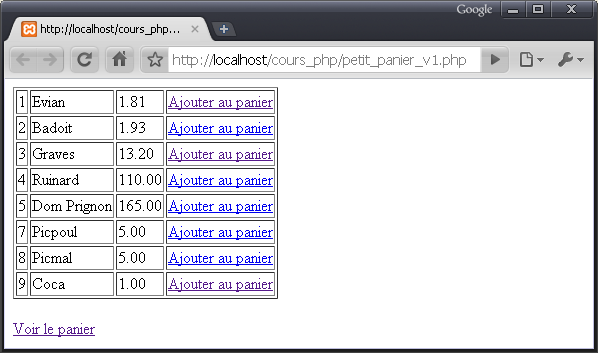 Google
http://localhost/cours_php...
http://localhost/cours_php/petit_panier_v1.php
1 Evian 1.81 Ajouter au panier
2 Badoit 1.93 Ajouter au panier
3 Graves 13.20 Ajouter au panier
4 Ruinard 110.00 Ajouter au panier
5 Dom Prignon 165.00 Ajouter au panier
7 Picpoul 5.00 Ajouter au panier
8 Picmal 5.00 Ajouter au panier
9 Coca 1.00 Ajouter au panier
Voir le panier